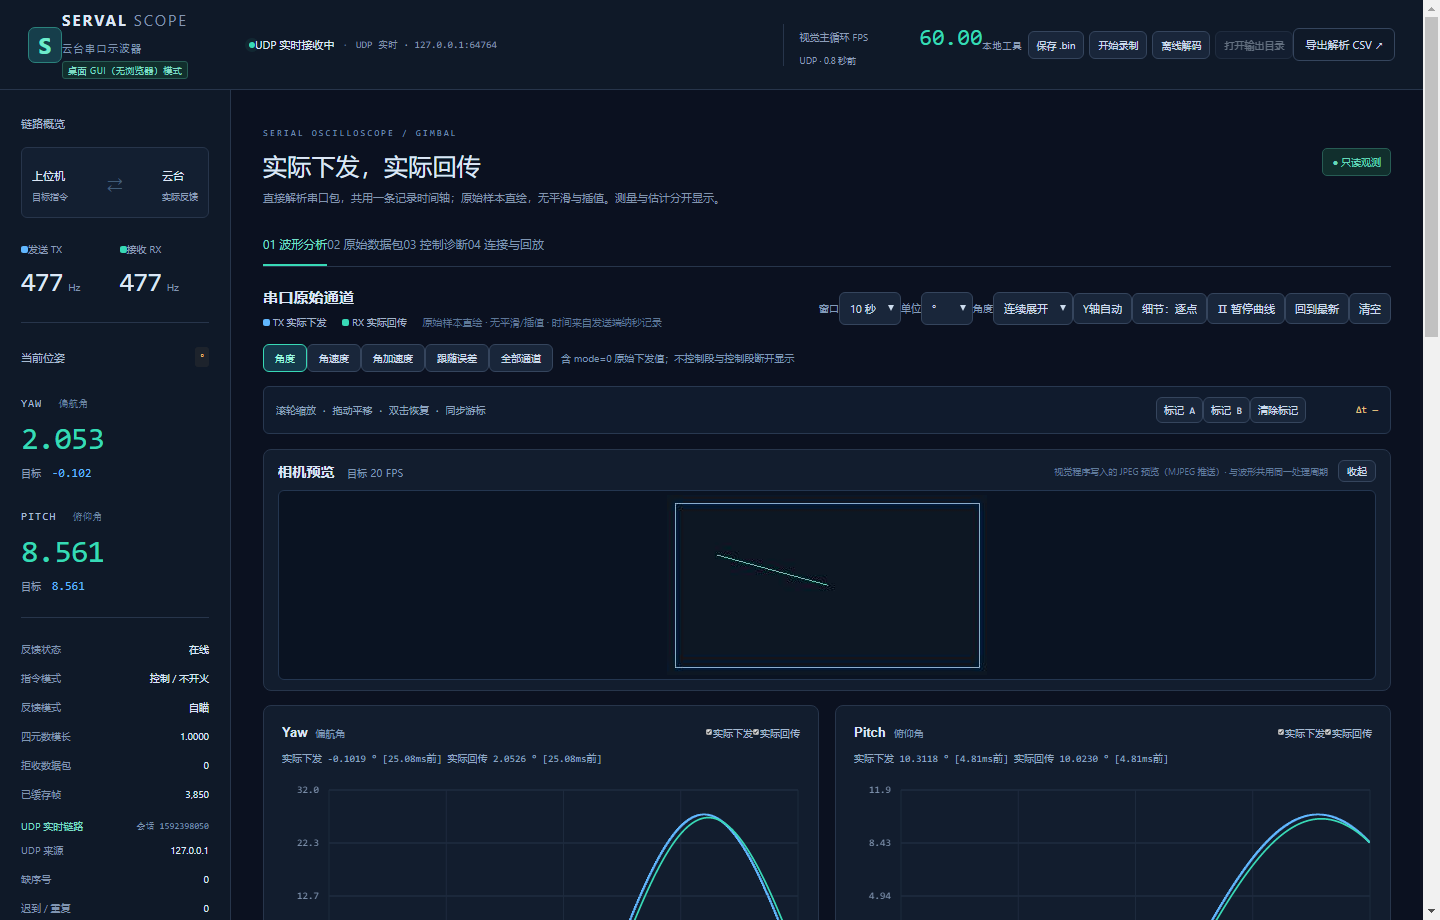 SERVAL SCOPE
S
云台串口示波器
桌面 GUI（无浏览器）模式
UDP 实时接收中 · UDP 实时 · 127.0.0.1:64764
视觉主循环 FPS
UDP · 0.8 秒前
60.00
本地工具
保存 .bin
开始录制
离线解码
打开输出目录
导出解析 CSV ↗
链路概览
上位机 ⇄ 云台
目标指令 实际反馈
发送 TX 接收 RX
477 Hz 477 Hz
当前位姿 °
YAW 偏航角
2.053
目标 -0.102
PITCH 俯仰角
8.561
目标 8.561
反馈状态 在线
指令模式 控制 / 不开火
反馈模式 自瞄
四元数模长 1.0000
拒收数据包 0
已缓存帧 3,850
UDP 实时链路 会话 1592398050
UDP 来源 127.0.0.1
缺序号 0
迟到 / 重复 0
SERIAL OSCILLOSCOPE / GIMBAL
实际下发，实际回传
直接解析串口包，共用一条记录时间轴；原始样本直绘，无平滑与插值。测量与估计分开显示。
● 只读观测
01 波形分析 02 原始数据包 03 控制诊断 04 连接与回放
串口原始通道
TX 实际下发 RX 实际回传 原始样本直绘 · 无平滑/插值 · 时间来自发送端纳秒记录
窗口 10 秒 单位 ° 角度 连续展开 Y轴自动 细节：逐点 II 暂停曲线 回到最新 清空
角度 角速度 角加速度 跟随误差 全部通道 含 mode=0 原始下发值；不控制段与控制段断开显示
滚轮缩放 · 拖动平移 · 双击恢复 · 同步游标
标记 A 标记 B 清除标记 Δt —
相机预览 目标 20 FPS
视觉程序写入的 JPEG 预览（MJPEG 推送）· 与波形共用同一处理周期 收起
Yaw 偏航角
实际下发 实际回传
实际下发 -0.1019 ° [25.08ms前] 实际回传 2.0526 ° [25.08ms前]
32.0
22.3
12.7
Pitch 俯仰角
实际下发 实际回传
实际下发 10.3118 ° [4.81ms前] 实际回传 10.0230 ° [4.81ms前]
11.9
8.43
4.94